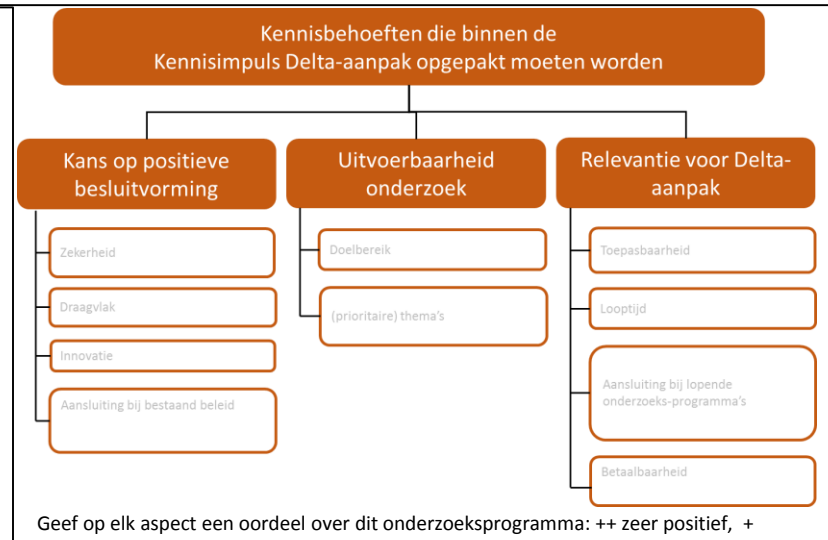 Kennisbehoeften die binnen de
Kennisimpuls Delta-aanpak opgepakt moeten worden
Kans op positieve
besluitvorming
Zekerheid
Draagvlak
Innovatie
Aansluiting bij bestaand beleid
Uitvoerbaarheid
onderzoek
Doelbereik
(prioritaire) thema's
Relevantie voor Delta-
aanpak
Toepasbaarheid
Looptijd
Aansluiting bij lopende
onderzoeks-programma's
Betaalbaarheid
Geef op elk aspect een oordeel over dit onderzoeksprogramma: ++ zeer positief, +